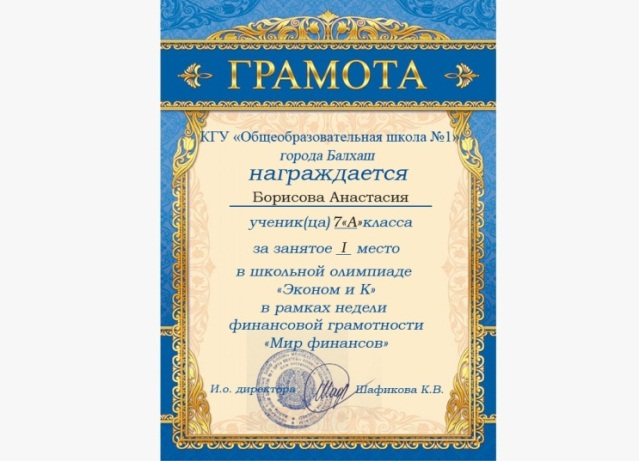 ГРАМОТА
КГУ «Общеобразовательная школа №1»
города Балхаш
награждается
Борисова Анастасия
ученик(ца) 7«А»класса
за занятое I место
в школьной олимпиаде
«Эконом и К»
в рамках недели
финансовой грамотности
«Мир финансов»
И.о. директора Шафикова К.В.